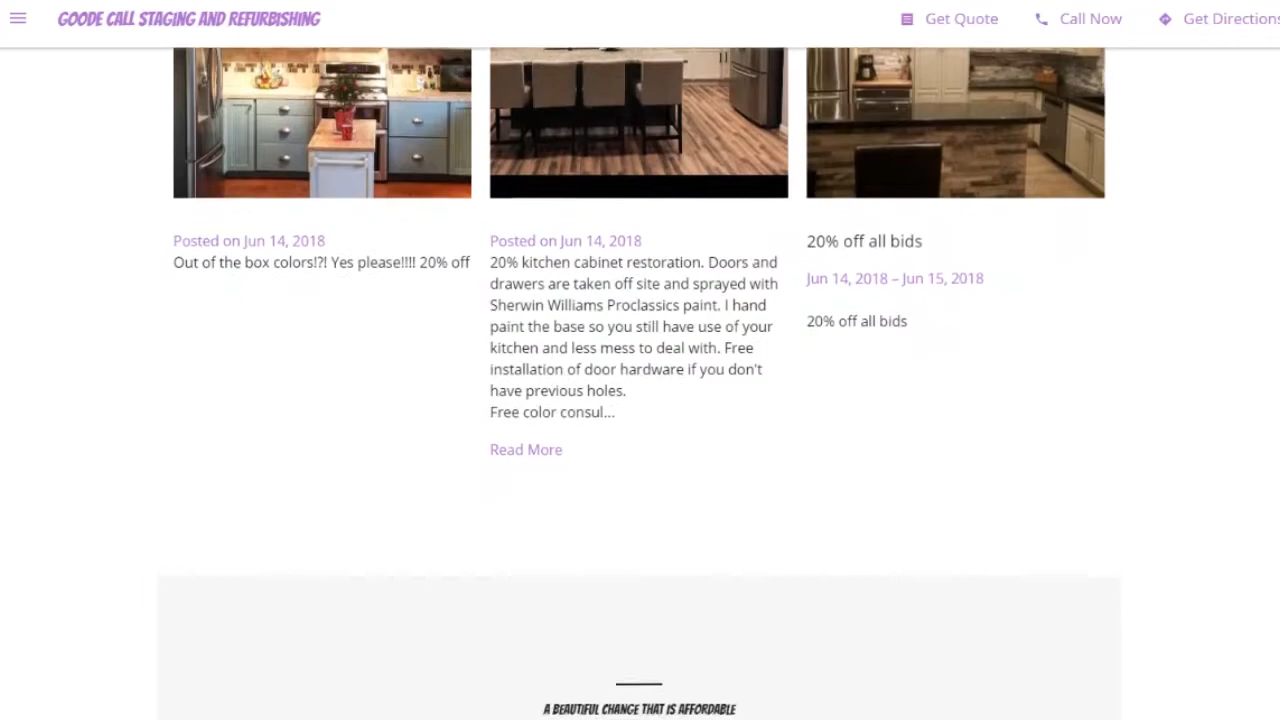 GOODE CALL STAGING AND REFURBISHING
Get Quote
Call Now
Get Directions
Posted on Jun 14, 2018
Out of the box colors!?! Yes please!!!! 20% off
Posted on Jun 14, 2018
20% kitchen cabinet restoration. Doors and
drawers are taken off site and sprayed with
Sherwin Williams Proclassics paint. I hand
paint the base so you still have use of your
kitchen and less mess to deal with. Free
installation of door hardware if you don't
have previous holes.
Free color consul...
Read More
20% off all bids
Jun 14, 2018 – Jun 15, 2018
20% off all bids
A BEAUTIFUL CHANGE THAT IS AFFORDABLE